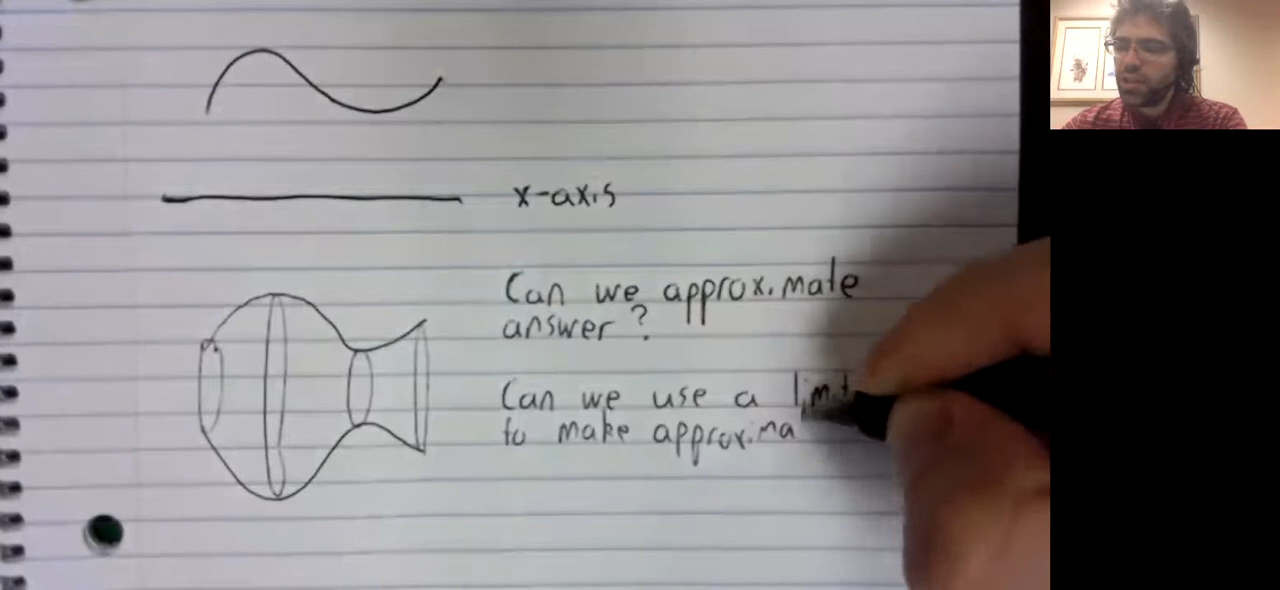 x-axis
Can we approximate
answer?
Can we use a limit
to make approxima